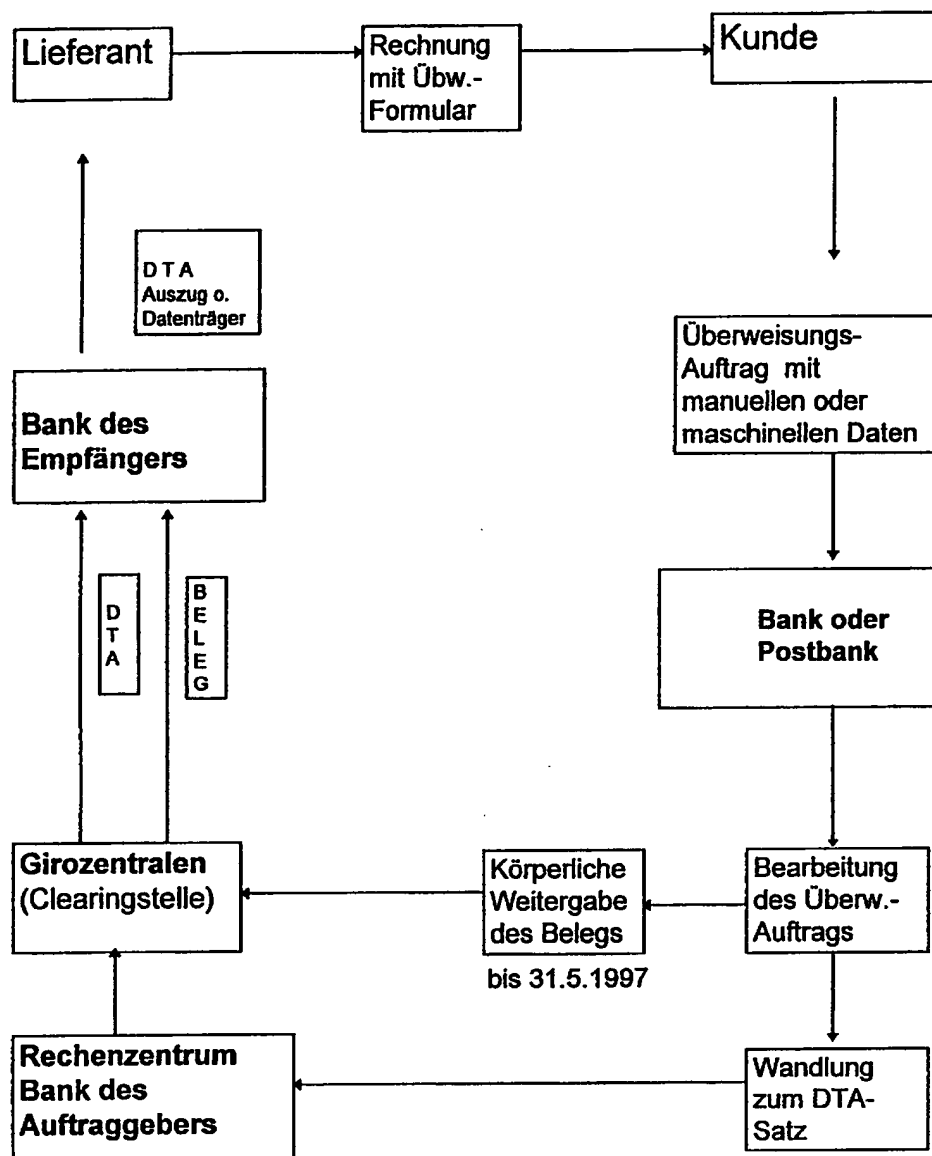 Lieferant
Rechnung
mit Übw.-
Formular
Kunde
D T A
Auszug o.
Datenträger
Überweisungs-
Auftrag mit
manuellen oder
maschinellen Daten
Bank des
Empfängers
D
T
A
B
E
L
E
G
Bank oder
Postbank
Girozentralen
(Clearingstelle)
Körperliche
Weitergabe
des Belegs
bis 31.5.1997
Bearbeitung
des Überw.-
Auftrags
Rechenzentrum
Bank des
Auftraggebers
Wandlung
zum DTA-
Satz